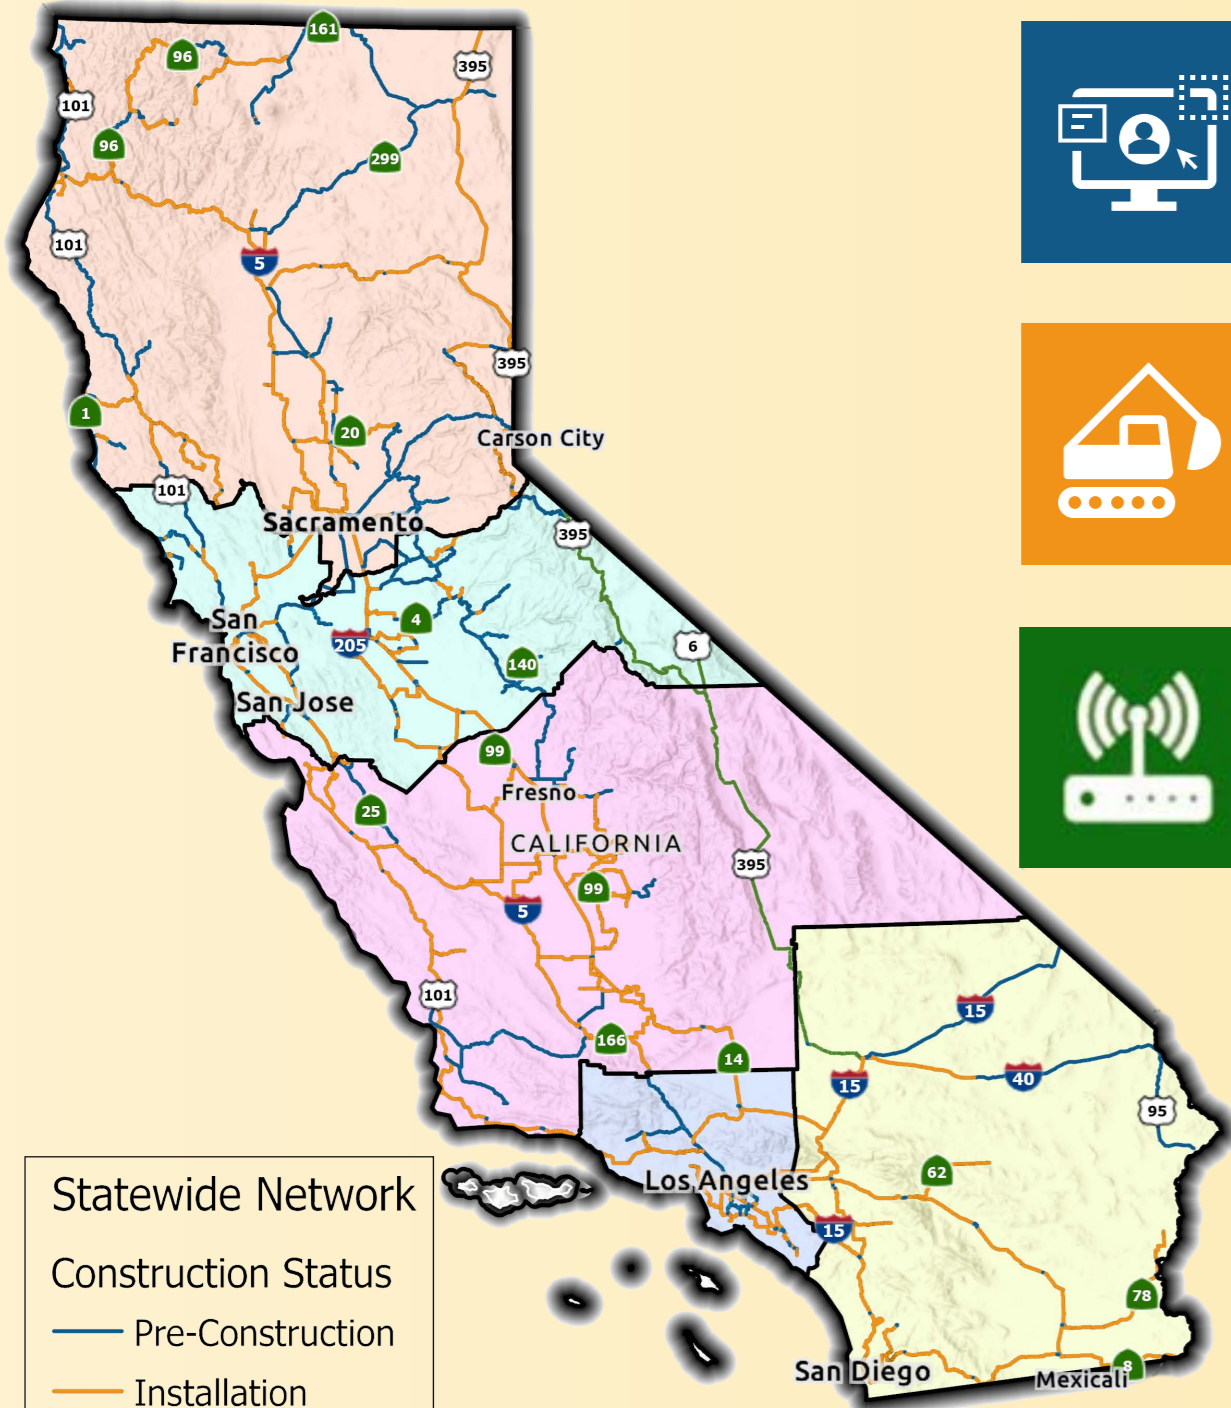 161
96
395
101
96
299
101
5
395
1
20
Carson City
101
Sacramento
395
San
Francisco
4
205
6
140
San Jose
99
Fresno
25
CALIFORNIA
395
99
5
101
15
166
14
15
40
95
62
Los Angeles
15
78
San Diego
8
Mexicali
Statewide Network
Construction Status
Pre-Construction
Installation